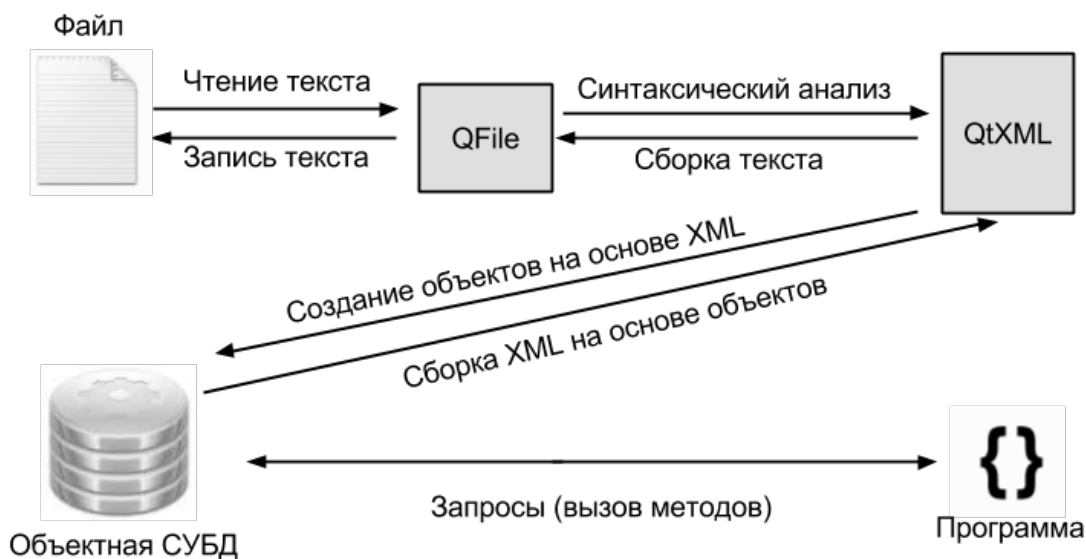 Файл
Чтение текста
Запись текста
QFile
Синтаксический анализ
Сборка текста
QtXML
Создание объектов на основе XML
Сборка XML на основе объектов
{}
Запросы (вызов методов)
Объектная СУБД
Программа